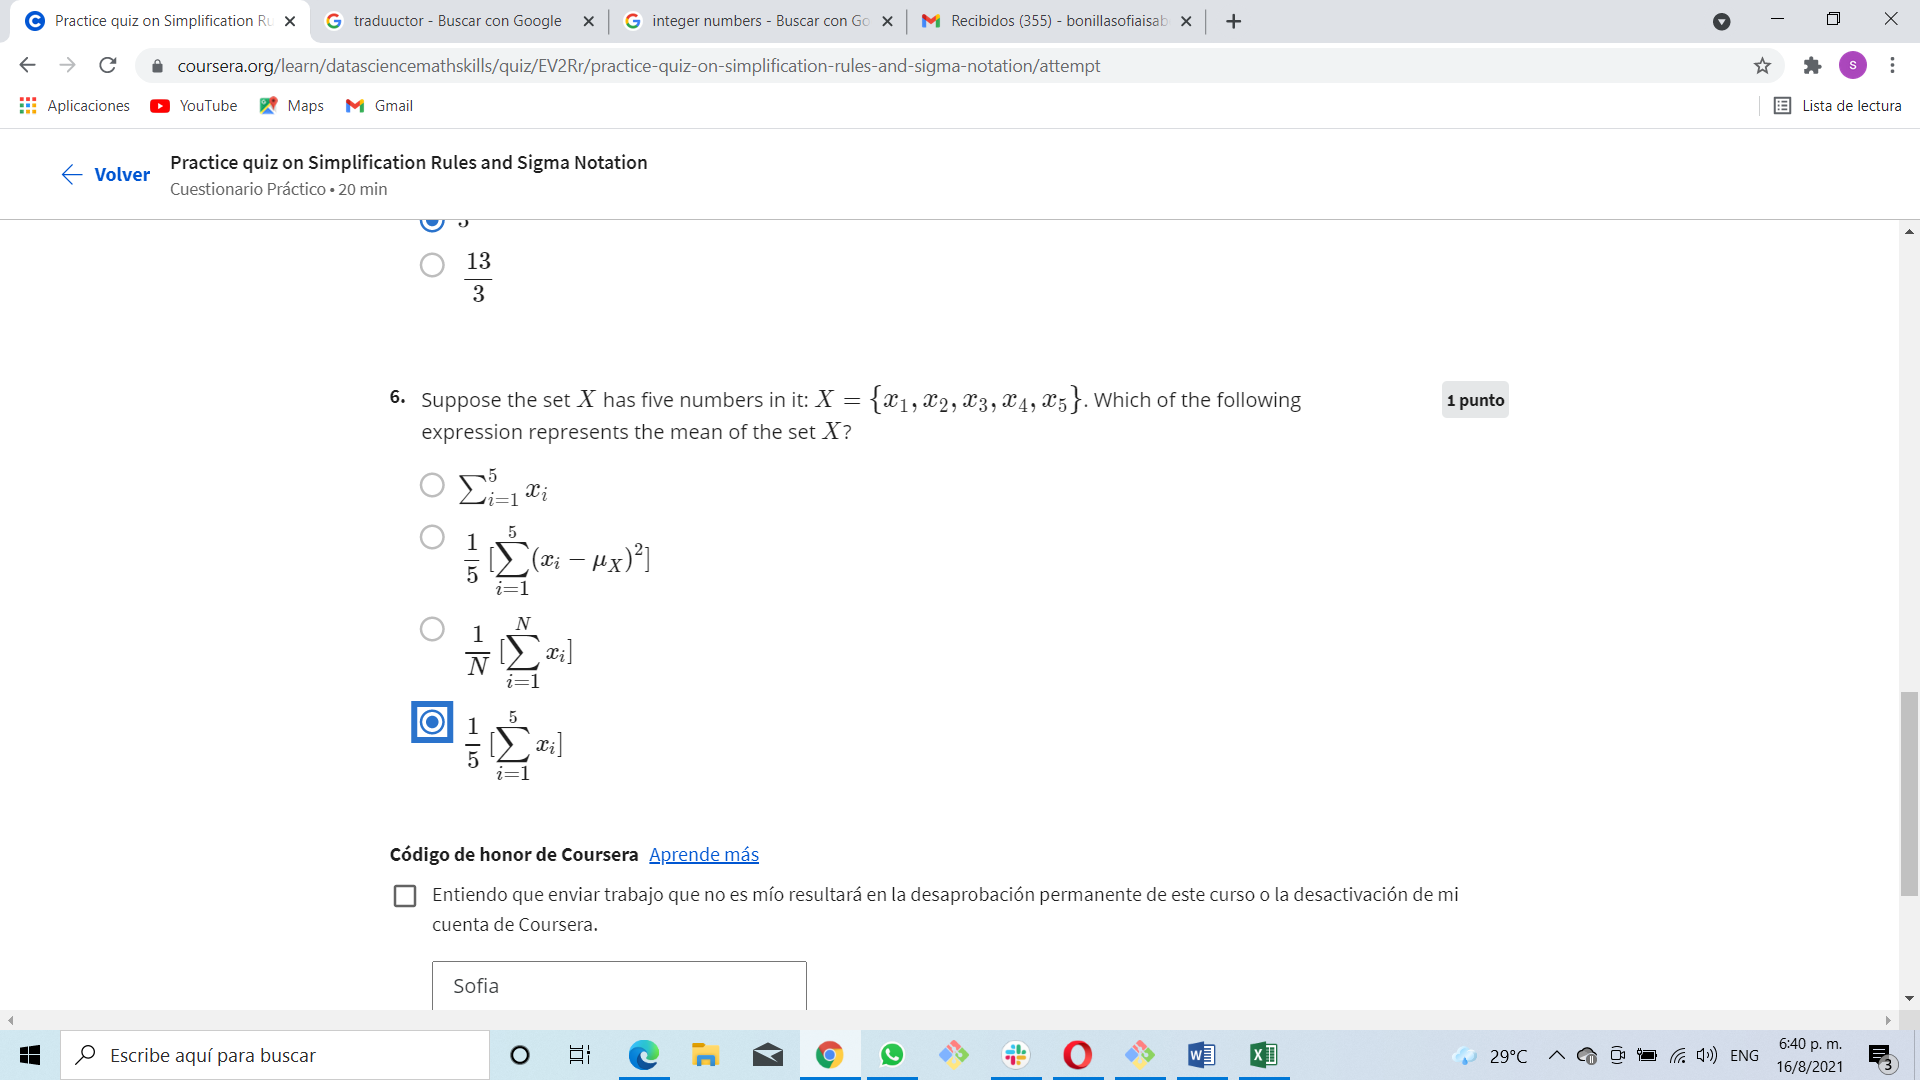 Practice quiz on Simplification Ru
traduuctor - Buscar con Google
integer numbers - Buscar con Go
Recibidos (355) - bonillasofiaisab
coursera.org/learn/datasciencemathskills/quiz/EV2Rr/practice-quiz-on-simplification-rules-and-sigma-notation/attempt
s
Aplicaciones
YouTube
Maps
Gmail
Lista de lectura
Volver
Practice quiz on Simplification Rules and Sigma Notation
Cuestionario Práctico • 20 min
13/3
6. Suppose the set X has five numbers in it: X = {x₁, x₂, x₃, x₄, x₅}. Which of the following
1 punto
expression represents the mean of the set X?
∑⁵ᵢ₌₁ xᵢ
1/5 [∑⁵ᵢ₌₁ (xᵢ − μ_X)²]
1/N [∑ᴺᵢ₌₁ xᵢ]
1/5 [∑⁵ᵢ₌₁ xᵢ]
Código de honor de Coursera Aprende más
Entiendo que enviar trabajo que no es mío resultará en la desaprobación permanente de este curso o la desactivación de mi
cuenta de Coursera.
Sofia
Escribe aquí para buscar
29°C
ENG
6:40 p. m.
16/8/2021
3